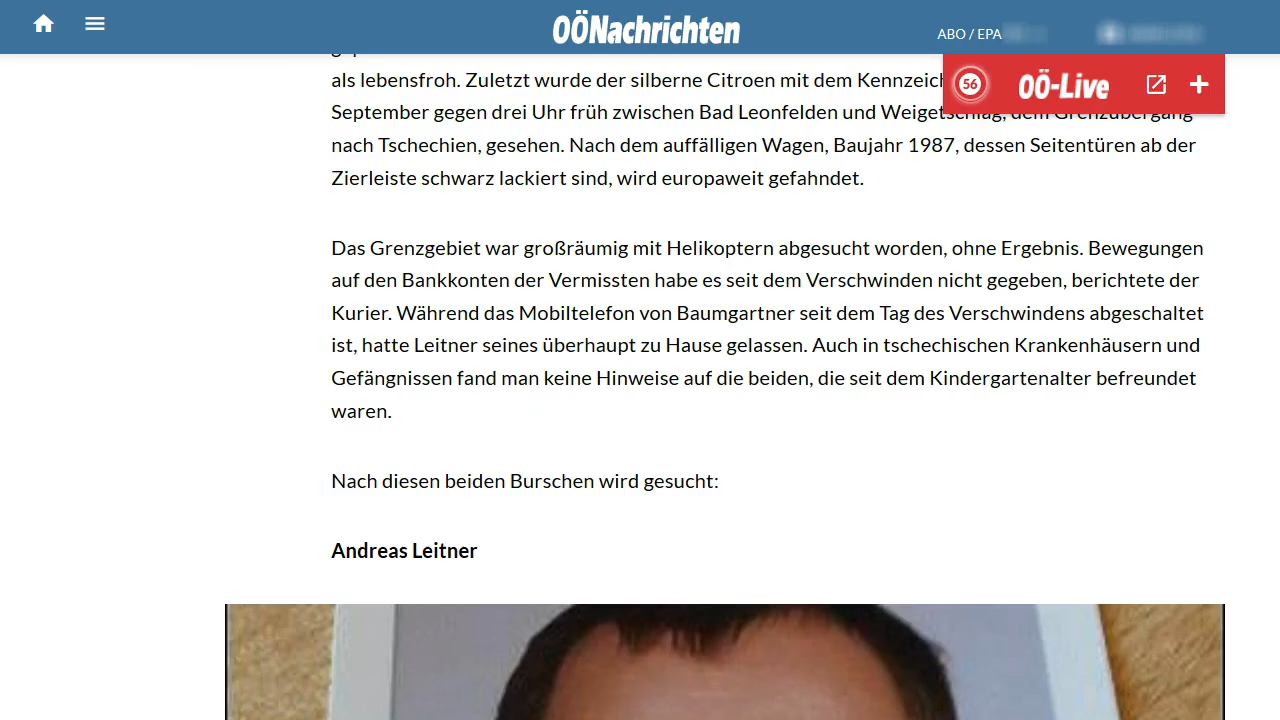 OÖNachrichten
ABO / EPA
56
OÖ-Live
als lebensfroh. Zuletzt wurde der silberne Citroen mit dem
September gegen drei Uhr früh zwischen Bad Leonfelden und Weigetschlag, dem Grenzübergang
nach Tschechien, gesehen. Nach dem auffälligen Wagen, Baujahr 1987, dessen Seitentüren ab der
Zierleiste schwarz lackiert sind, wird europaweit gefahndet.
Das Grenzgebiet war großräumig mit Helikoptern abgesucht worden, ohne Ergebnis. Bewegungen
auf den Bankkonten der Vermissten habe es seit dem Verschwinden nicht gegeben, berichtete der
Kurier. Während das Mobiltelefon von Baumgartner seit dem Tag des Verschwindens abgeschaltet
ist, hatte Leitner seines überhaupt zu Hause gelassen. Auch in tschechischen Krankenhäusern und
Gefängnissen fand man keine Hinweise auf die beiden, die seit dem Kindergartenalter befreundet
waren.
Nach diesen beiden Burschen wird gesucht:
Andreas Leitner